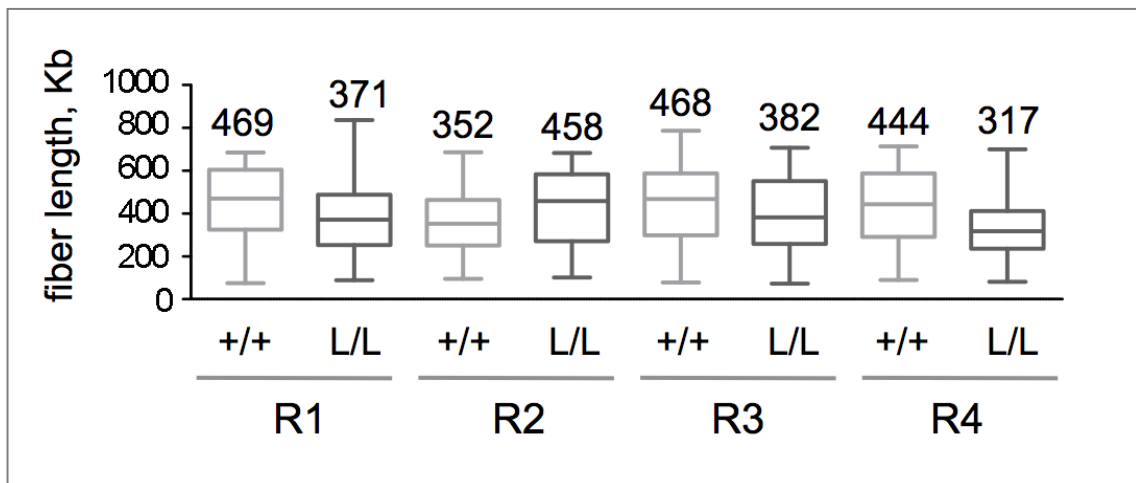 fiber length, Kb
1000
800
600
400
200
0
469 371 352 458 468 382 444 317
+/+ L/L +/+ L/L +/+ L/L +/+ L/L
R1 R2 R3 R4